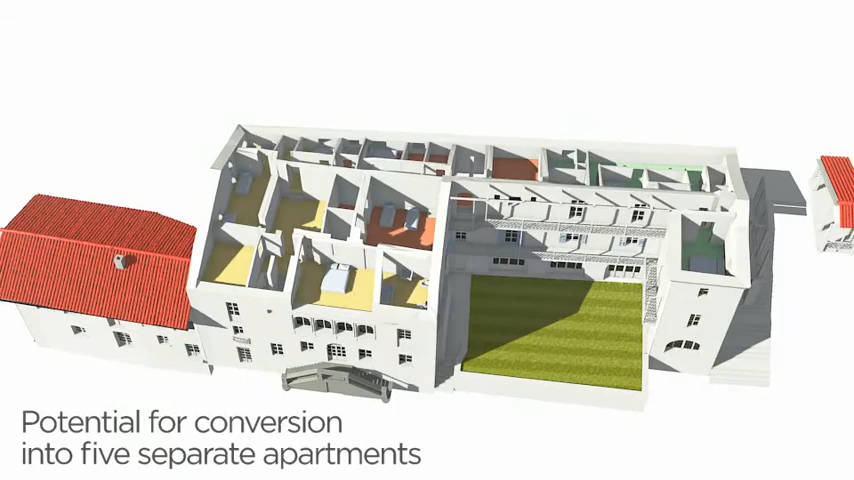 Potential for conversion
into five separate apartments